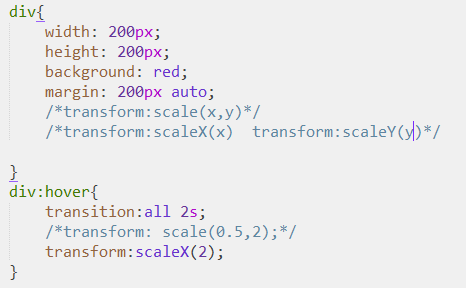 div{
    width: 200px;
    height: 200px;
    background: red;
    margin: 200px auto;
    /*transform:scale(x,y)*/
    /*transform:scaleX(x)  transform:scaleY(y)*/

}
div:hover{
    transition:all 2s;
    /*transform: scale(0.5,2);*/
    transform:scaleX(2);
}